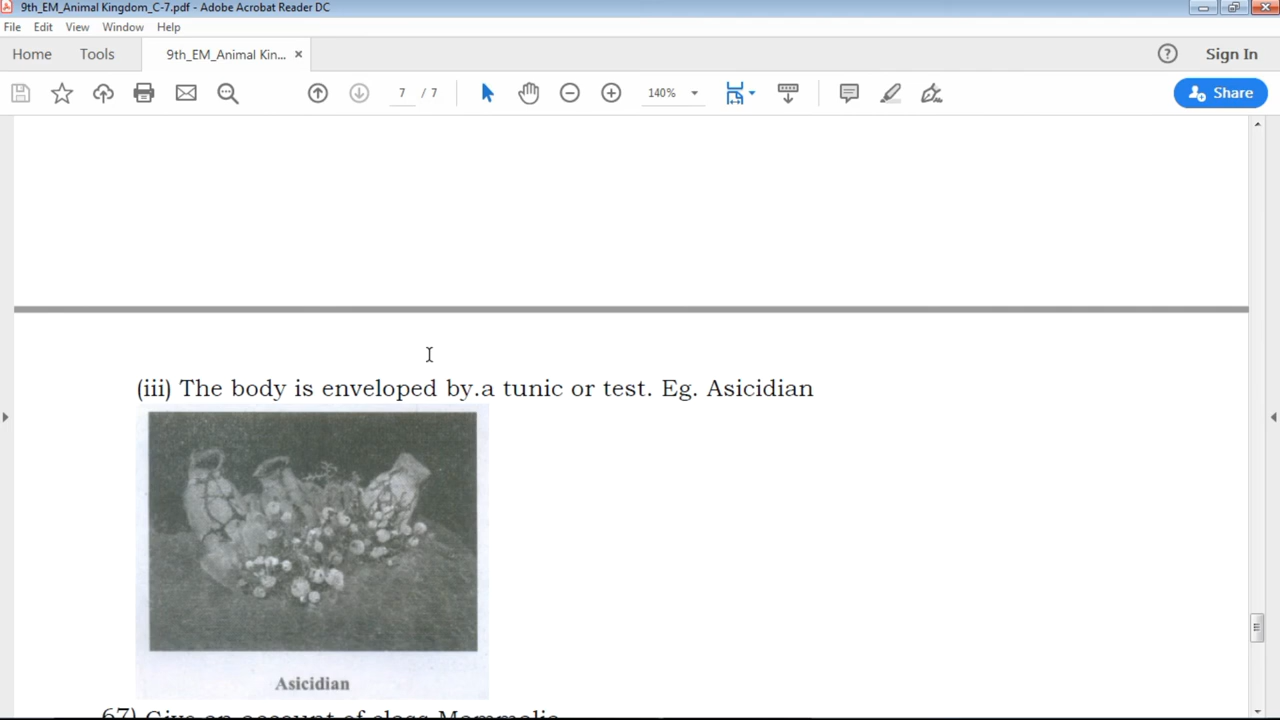 9th_EM_Animal Kingdom_C-7.pdf - Adobe Acrobat Reader DC
File Edit View Window Help
Home Tools 9th_EM_Animal Kin... ×
7 / 7 140% Share
? Sign In
(iii) The body is enveloped by.a tunic or test. Eg. Asicidian
Asicidian
67) Give an account of class Mammalia